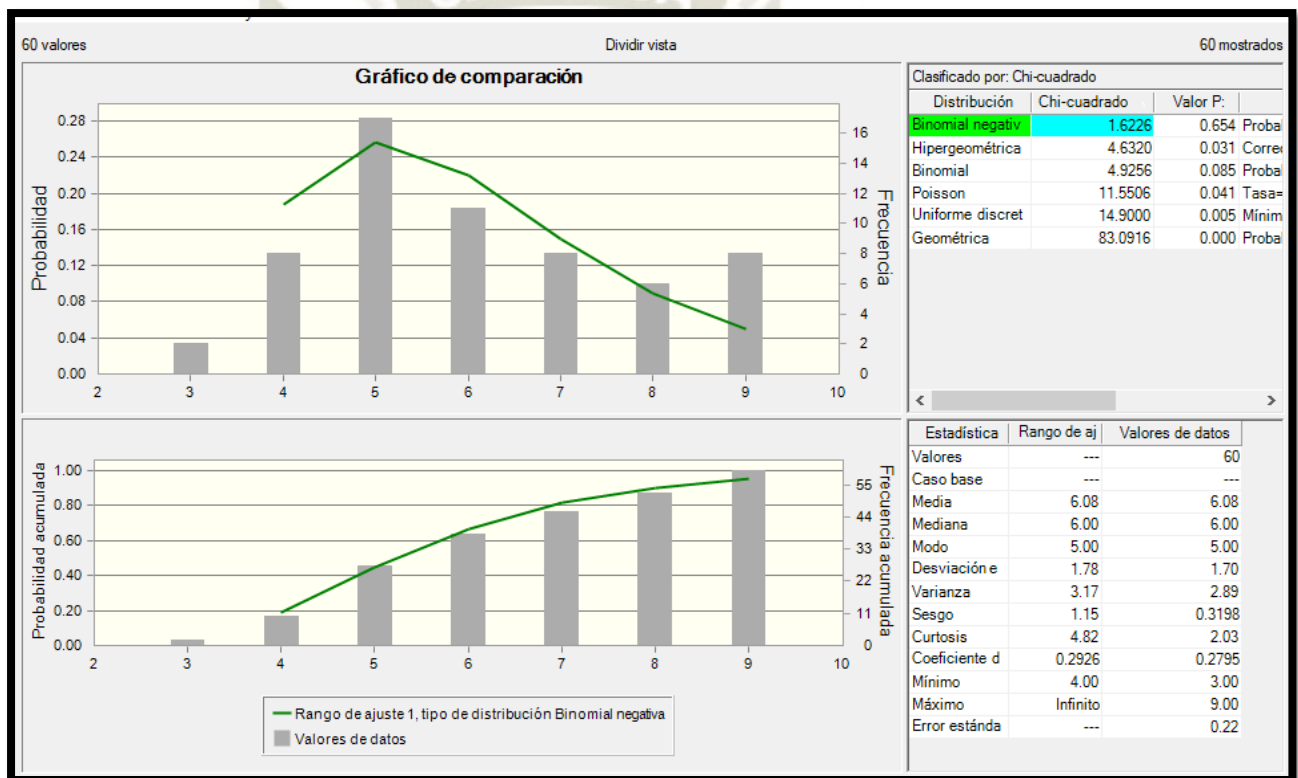 60 valores Dividir vista 60 mostrados
Gráfico de comparación
Probabilidad
0.28
0.24
0.20
0.16
0.12
0.08
0.04
0.00
2 3 4 5 6 7 8 9 10
16
14
12
10
8
6
4
2
0
Frecuencia
Clasificado por: Chi-cuadrado
Distribución Chi-cuadrado Valor P:
Binomial negativ 1.6226 0.654 Proba
Hipergeométrica 4.6320 0.031 Correc
Binomial 4.9256 0.085 Proba
Poisson 11.5506 0.041 Tasa=
Uniforme discret 14.9000 0.005 Mínim
Geométrica 83.0916 0.000 Proba
Probabilidad acumulada
1.00
0.80
0.60
0.40
0.20
0.00
2 3 4 5 6 7 8 9 10
55
44
33
22
11
0
Frecuencia acumulada
Rango de ajuste 1, tipo de distribución Binomial negativa
Valores de datos
Estadística Rango de aj Valores de datos
Valores --- 60
Caso base --- ---
Media 6.08 6.08
Mediana 6.00 6.00
Modo 5.00 5.00
Desviación e 1.78 1.70
Varianza 3.17 2.89
Sesgo 1.15 0.3198
Curtosis 4.82 2.03
Coeficiente d 0.2926 0.2795
Mínimo 4.00 3.00
Máximo Infinito 9.00
Error estánda --- 0.22